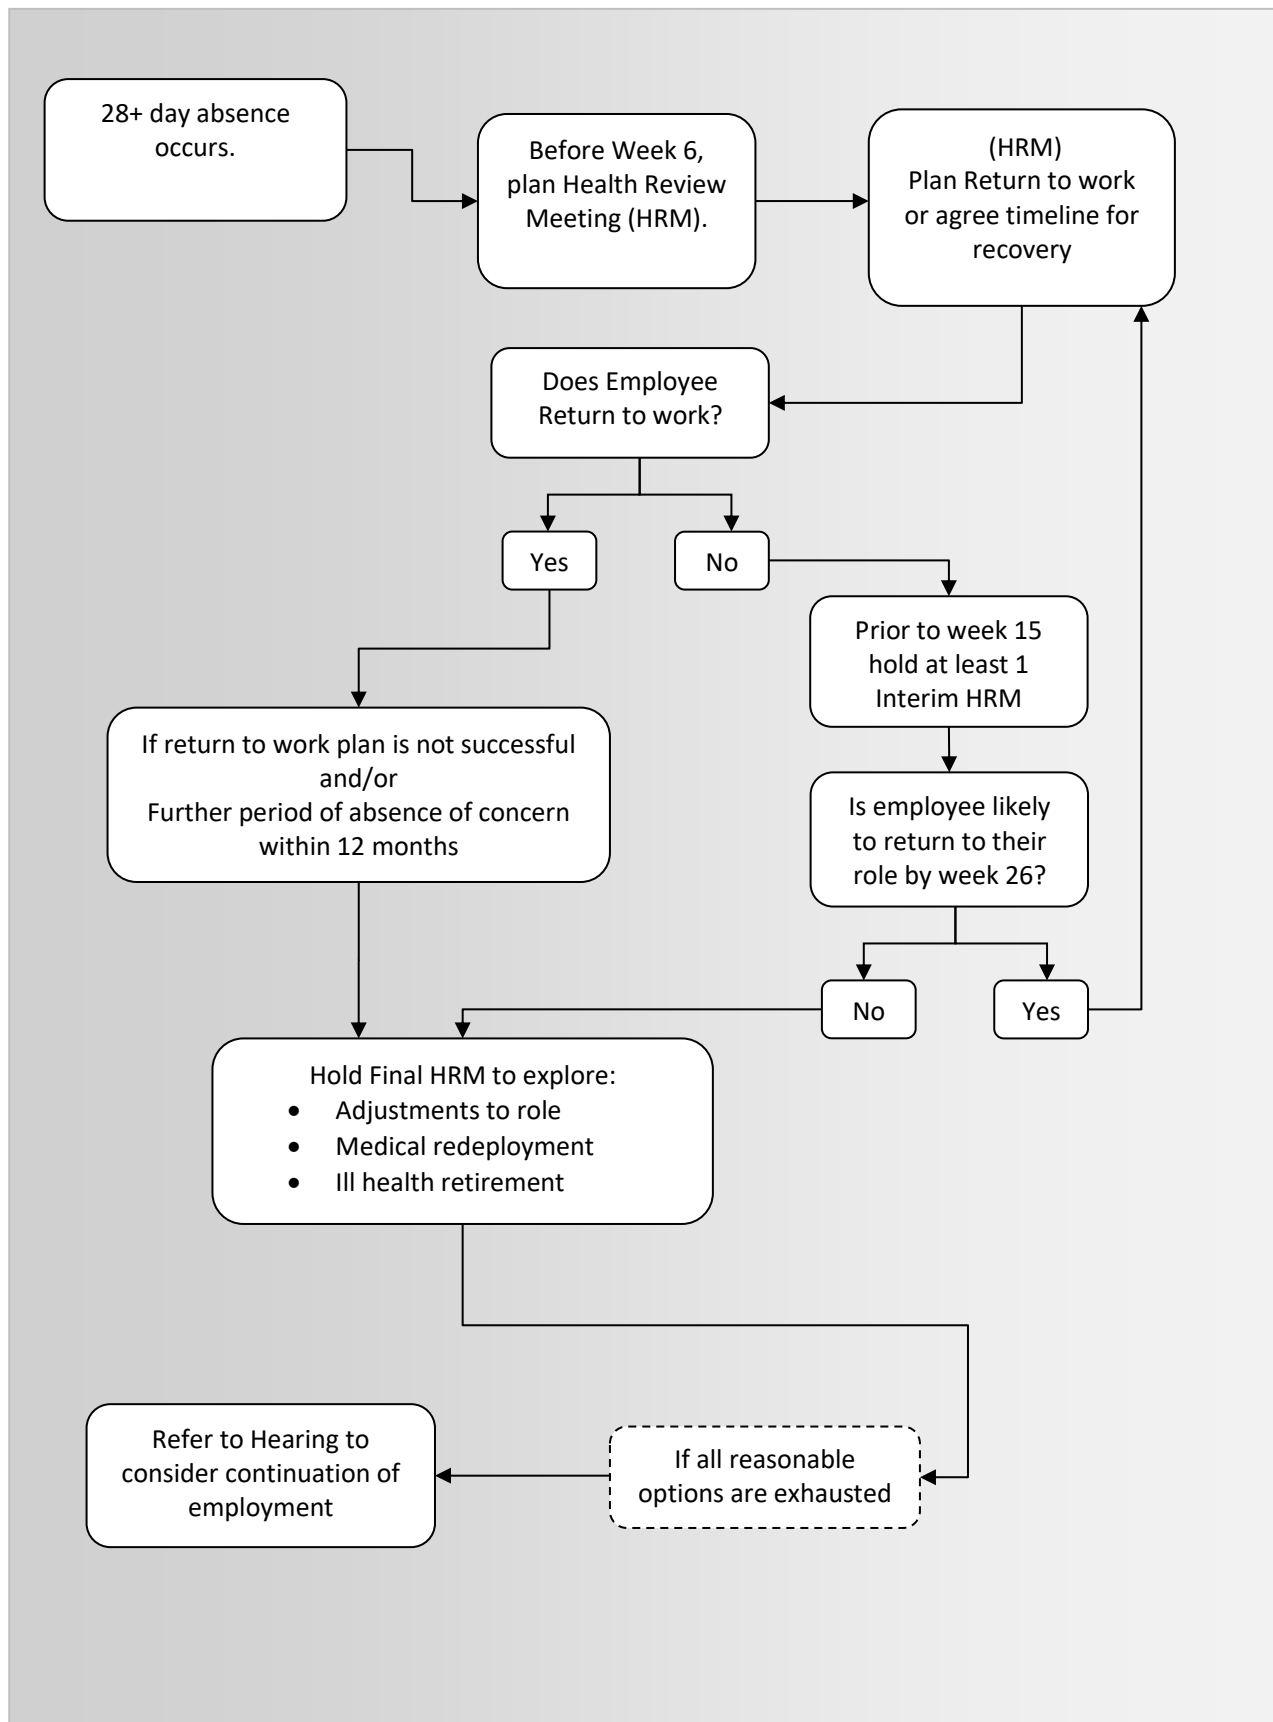 28+ day absence
occurs.
Before Week 6,
plan Health Review
Meeting (HRM).
(HRM)
Plan Return to work
or agree timeline for
recovery
Does Employee
Return to work?
Yes
No
Prior to week 15
hold at least 1
Interim HRM
If return to work plan is not successful
and/or
Further period of absence of concern
within 12 months
Is employee likely
to return to their
role by week 26?
No
Yes
Hold Final HRM to explore:
• Adjustments to role
• Medical redeployment
• Ill health retirement
If all reasonable
options are exhausted
Refer to Hearing to
consider continuation of
employment